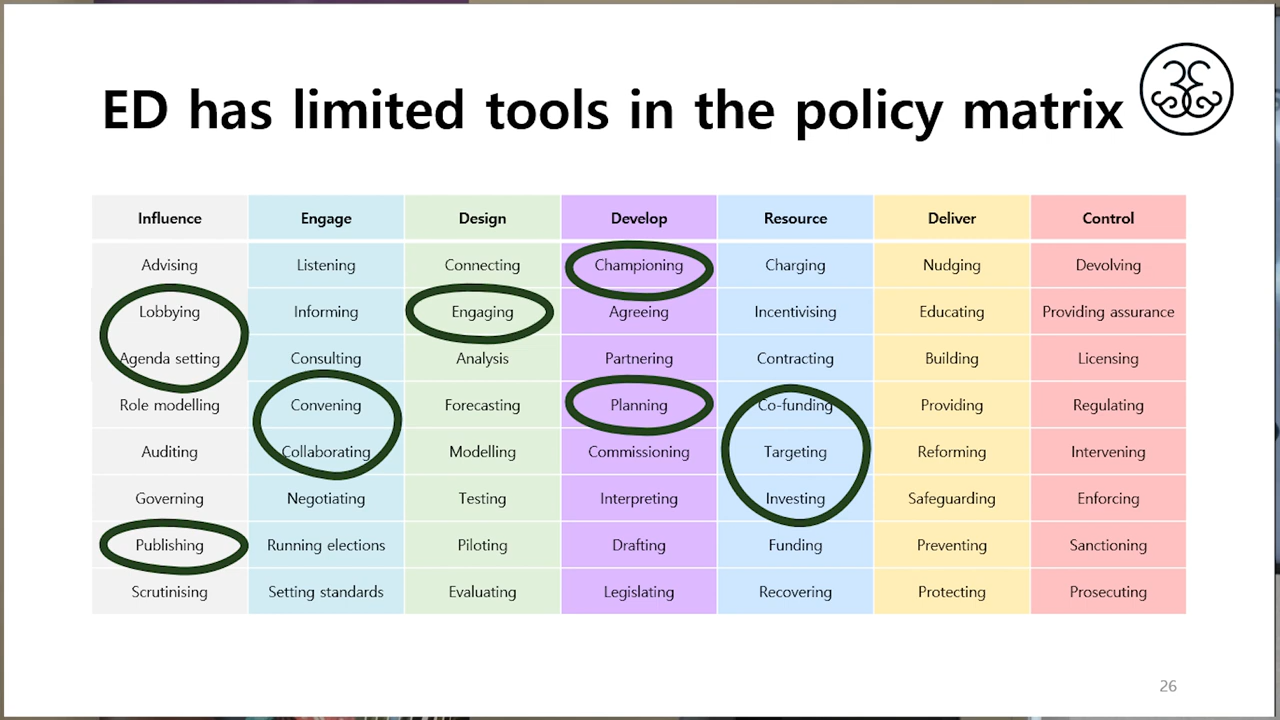 ED has limited tools in the policy matrix
Influence Engage Design Develop Resource Deliver Control
Advising Listening Connecting Championing Charging Nudging Devolving
Lobbying Informing Engaging Agreeing Incentivising Educating Providing assurance
Agenda setting Consulting Analysis Partnering Contracting Building Licensing
Role modelling Convening Forecasting Planning Co-funding Providing Regulating
Auditing Collaborating Modelling Commissioning Targeting Reforming Intervening
Governing Negotiating Testing Interpreting Investing Safeguarding Enforcing
Publishing Running elections Piloting Drafting Funding Preventing Sanctioning
Scrutinising Setting standards Evaluating Legislating Recovering Protecting Prosecuting
26